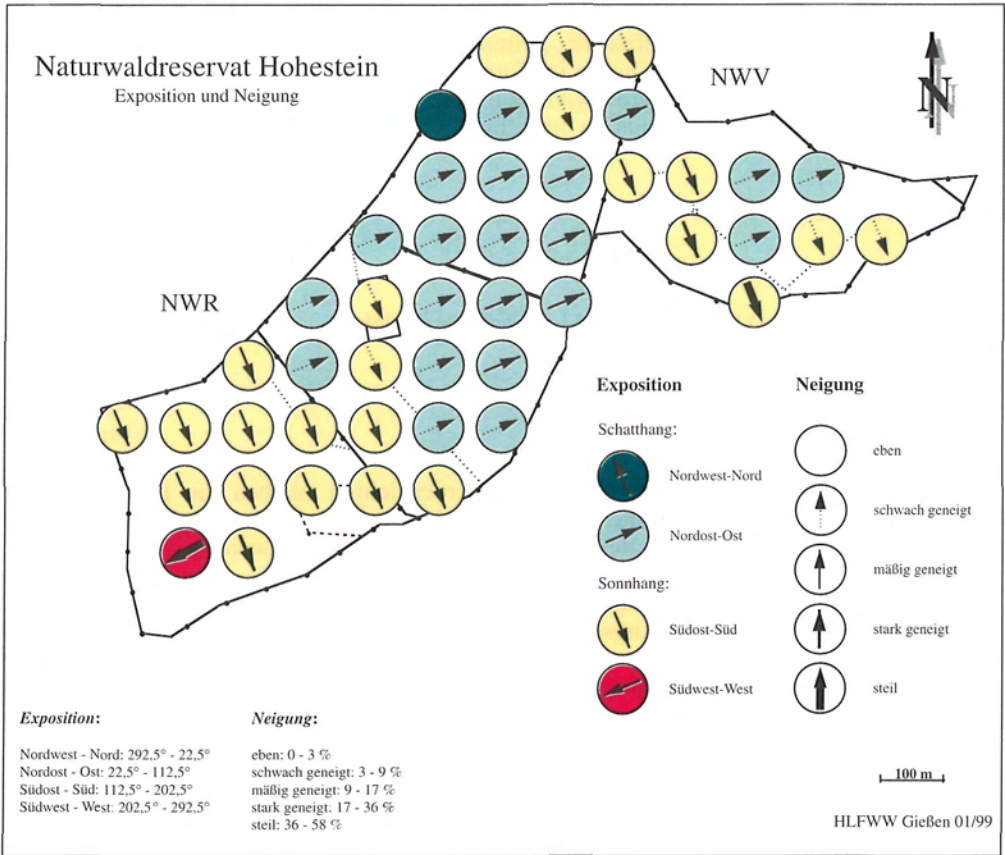 Naturwaldreservat Hohestein
Exposition und Neigung
NWV
N
NWR
Exposition
Schatthang:
Nordwest-Nord
Nordost-Ost
Sonnhang:
Südost-Süd
Südwest-West
Neigung
eben
schwach geneigt
mäßig geneigt
stark geneigt
steil
Exposition:
Nordwest - Nord: 292,5° - 22,5°
Nordost - Ost: 22,5° - 112,5°
Südost - Süd: 112,5° - 202,5°
Südwest - West: 202,5° - 292,5°
Neigung:
eben: 0 - 3 %
schwach geneigt: 3 - 9 %
mäßig geneigt: 9 - 17 %
stark geneigt: 17 - 36 %
steil: 36 - 58 %
100 m
HLFWW Gießen 01/99